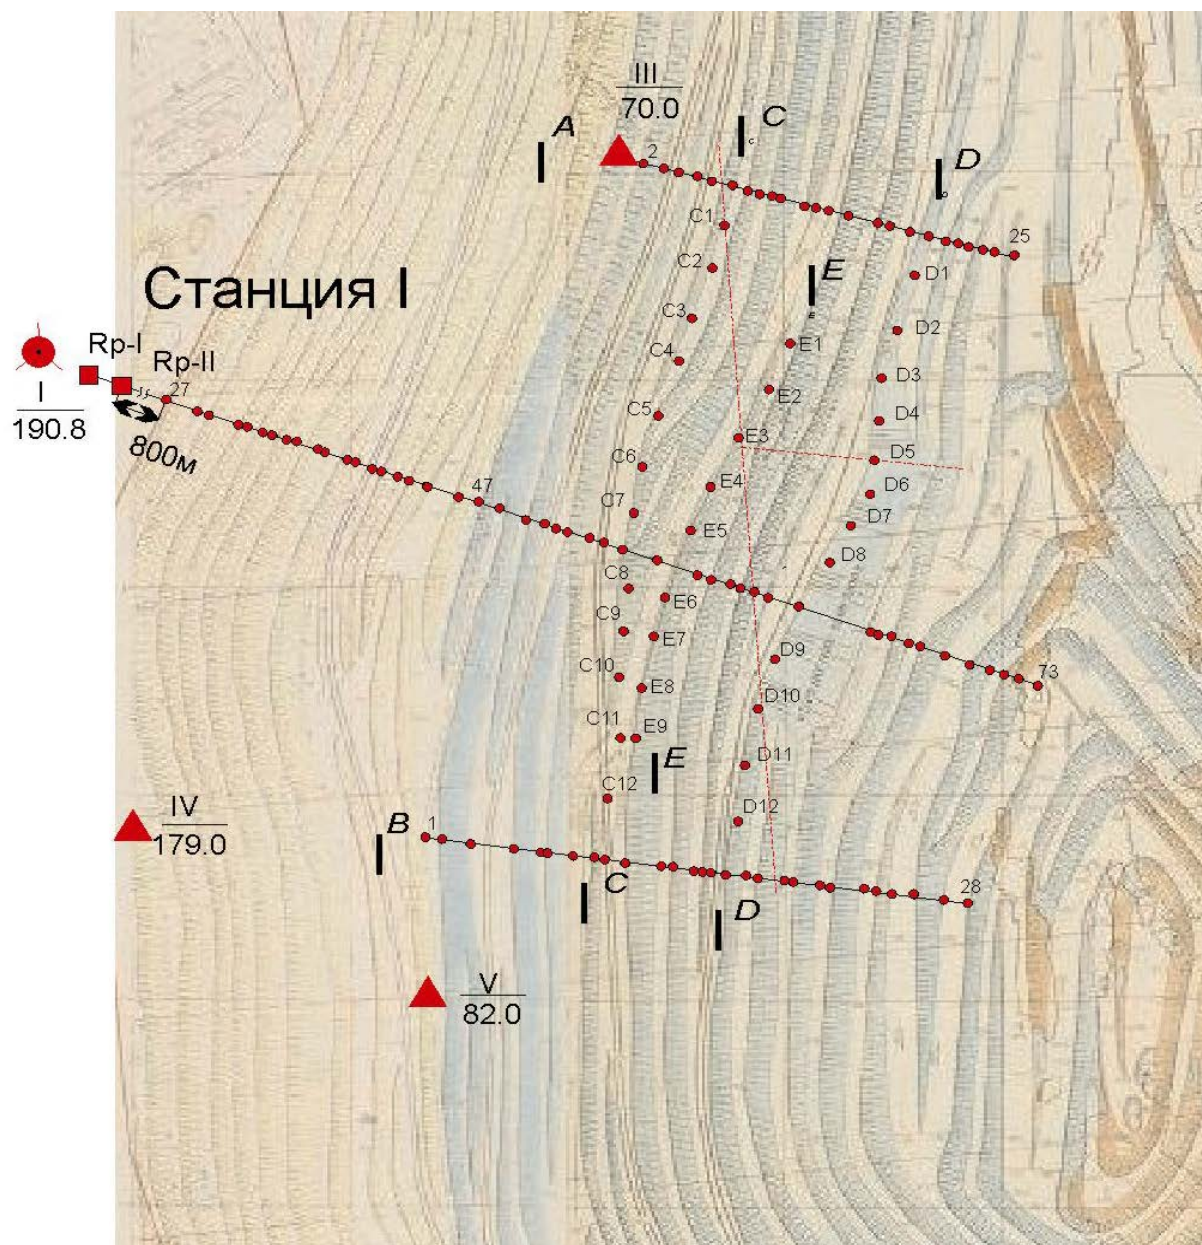 III
70.0
A
C
c
2
D
D
C1
25
C2
E
D1
Станция I
E
C3
D2
Rp-I
E1
C4
Rp-II
D3
27
E2
I
190.8
C5
D4
800м
E3
D5
C6
E4
D6
47
C7
D7
E5
D8
C8
E6
C9
E7
D9
C10
73
E8
D10
C11
E9
E
D11
C12
IV
179.0
B
1
D12
C
28
D
V
82.0